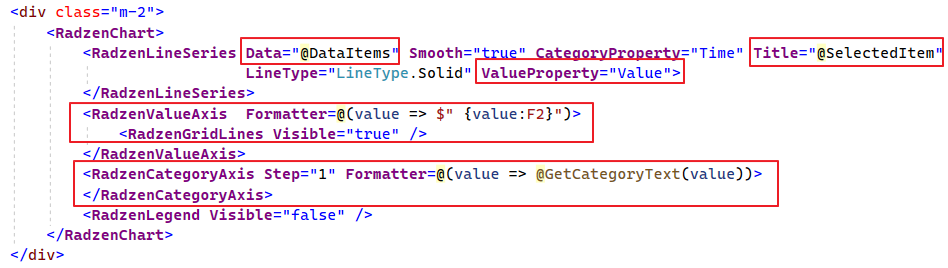 <div class="m-2">
<RadzenChart>
<RadzenLineSeries Data="@DataItems" Smooth="true" CategoryProperty="Time" Title="@SelectedItem"
LineType="LineType.Solid" ValueProperty="Value">
</RadzenLineSeries>
<RadzenValueAxis  Formatter=@(value => $" {value:F2}")>
<RadzenGridLines Visible="true" />
</RadzenValueAxis>
<RadzenCategoryAxis Step="1" Formatter=@(value => @GetCategoryText(value))>
</RadzenCategoryAxis>
<RadzenLegend Visible="false" />
</RadzenChart>
</div>